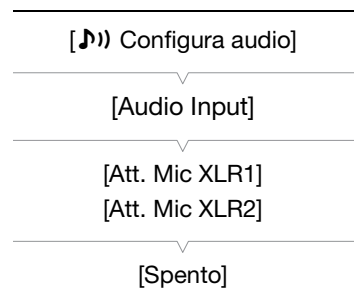 [♪)) Configura audio]
[Audio Input]
[Att. Mic XLR1]
[Att. Mic XLR2]
[Spento]